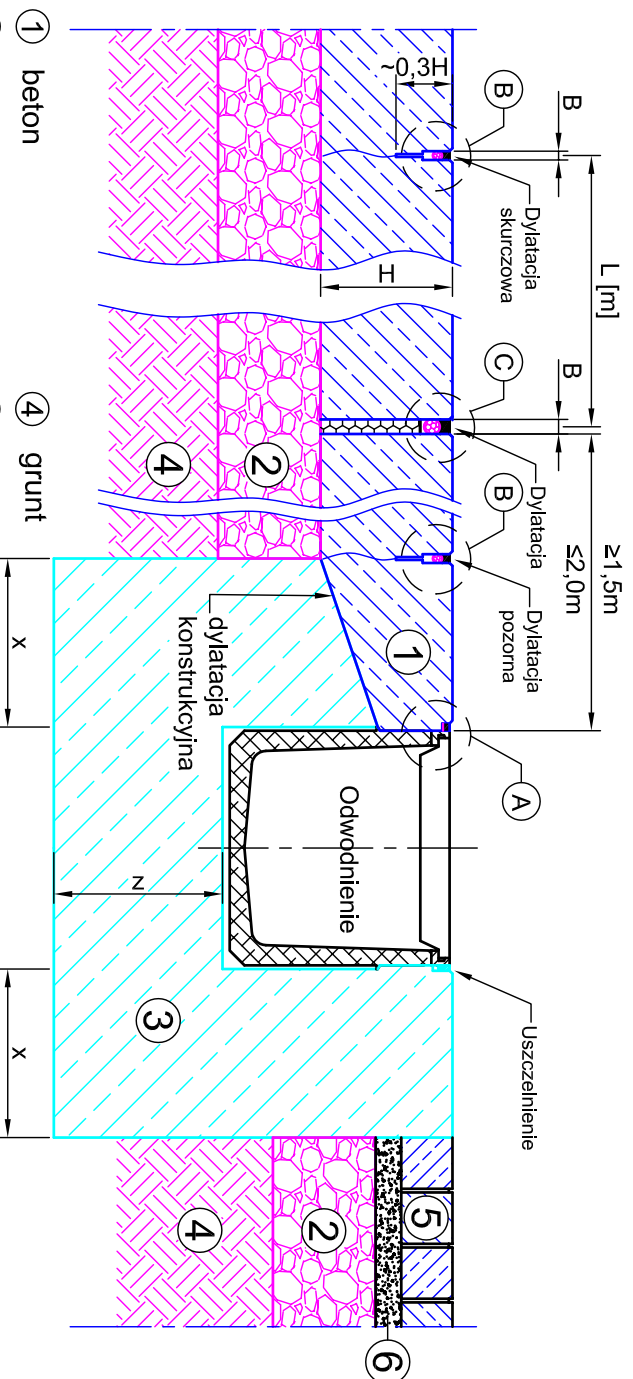 L [m]
≥1,5m
≤2,0m
B
B
Dylatacja
skurczowa
Dylatacja
Dylatacja
pozorna
Uszczelnienie
B
C
B
A
~0,3H
H
1
Odwodnienie
5
6
2
2
dylatacja
konstrukcyjna
z
3
4
4
x
x
1 beton
4 grunt